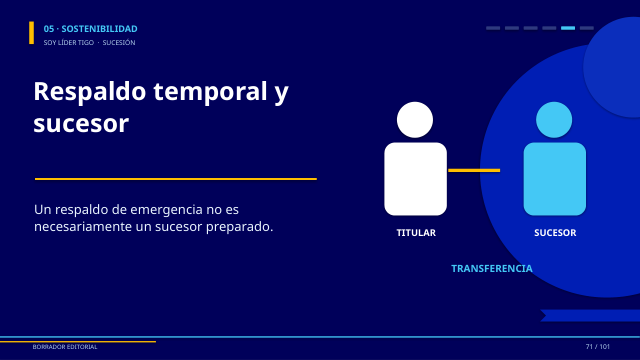 05 · SOSTENIBILIDAD
SOY LÍDER TIGO · SUCESIÓN
Respaldo temporal y
sucesor
Un respaldo de emergencia no es
necesariamente un sucesor preparado.
TITULAR
SUCESOR
TRANSFERENCIA
BORRADOR EDITORIAL
71 / 101